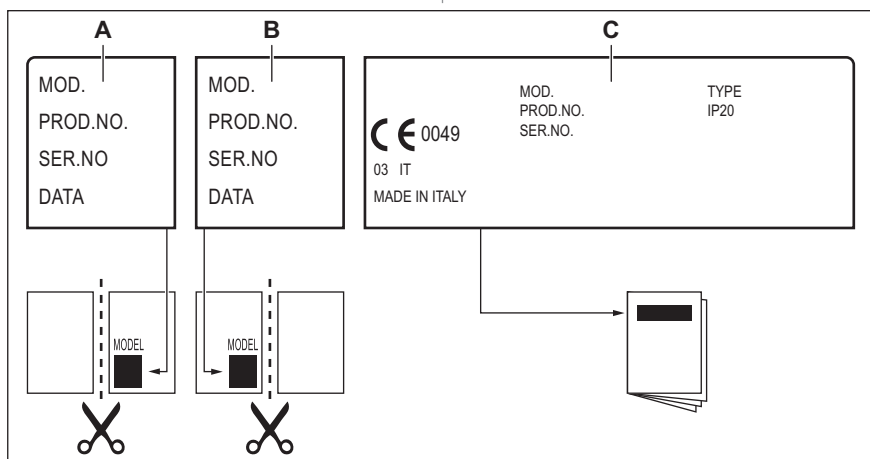 A
B
C
MOD.
PROD.NO.
SER.NO
DATA
MOD.
PROD.NO.
SER.NO
DATA
MOD.
PROD.NO.
SER.NO.
TYPE
IP20
CE 0049
03 IT
MADE IN ITALY
MODEL
MODEL